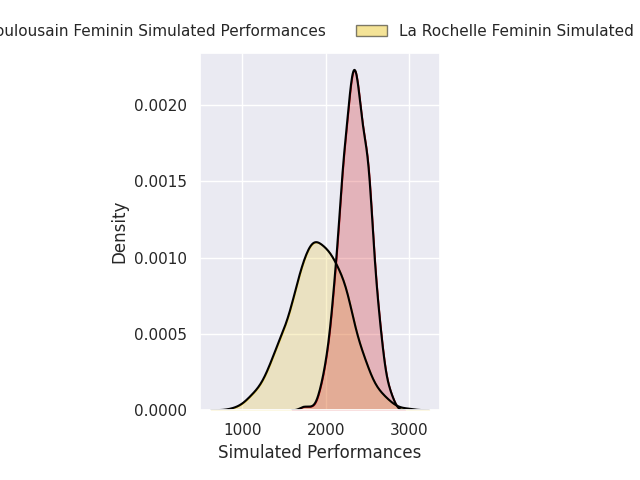 oulousain Feminin Simulated Performances
La Rochelle Feminin Simulated
0.0020
0.0015
0.0010
0.0005
0.0000
Density
1000 2000 3000
Simulated Performances